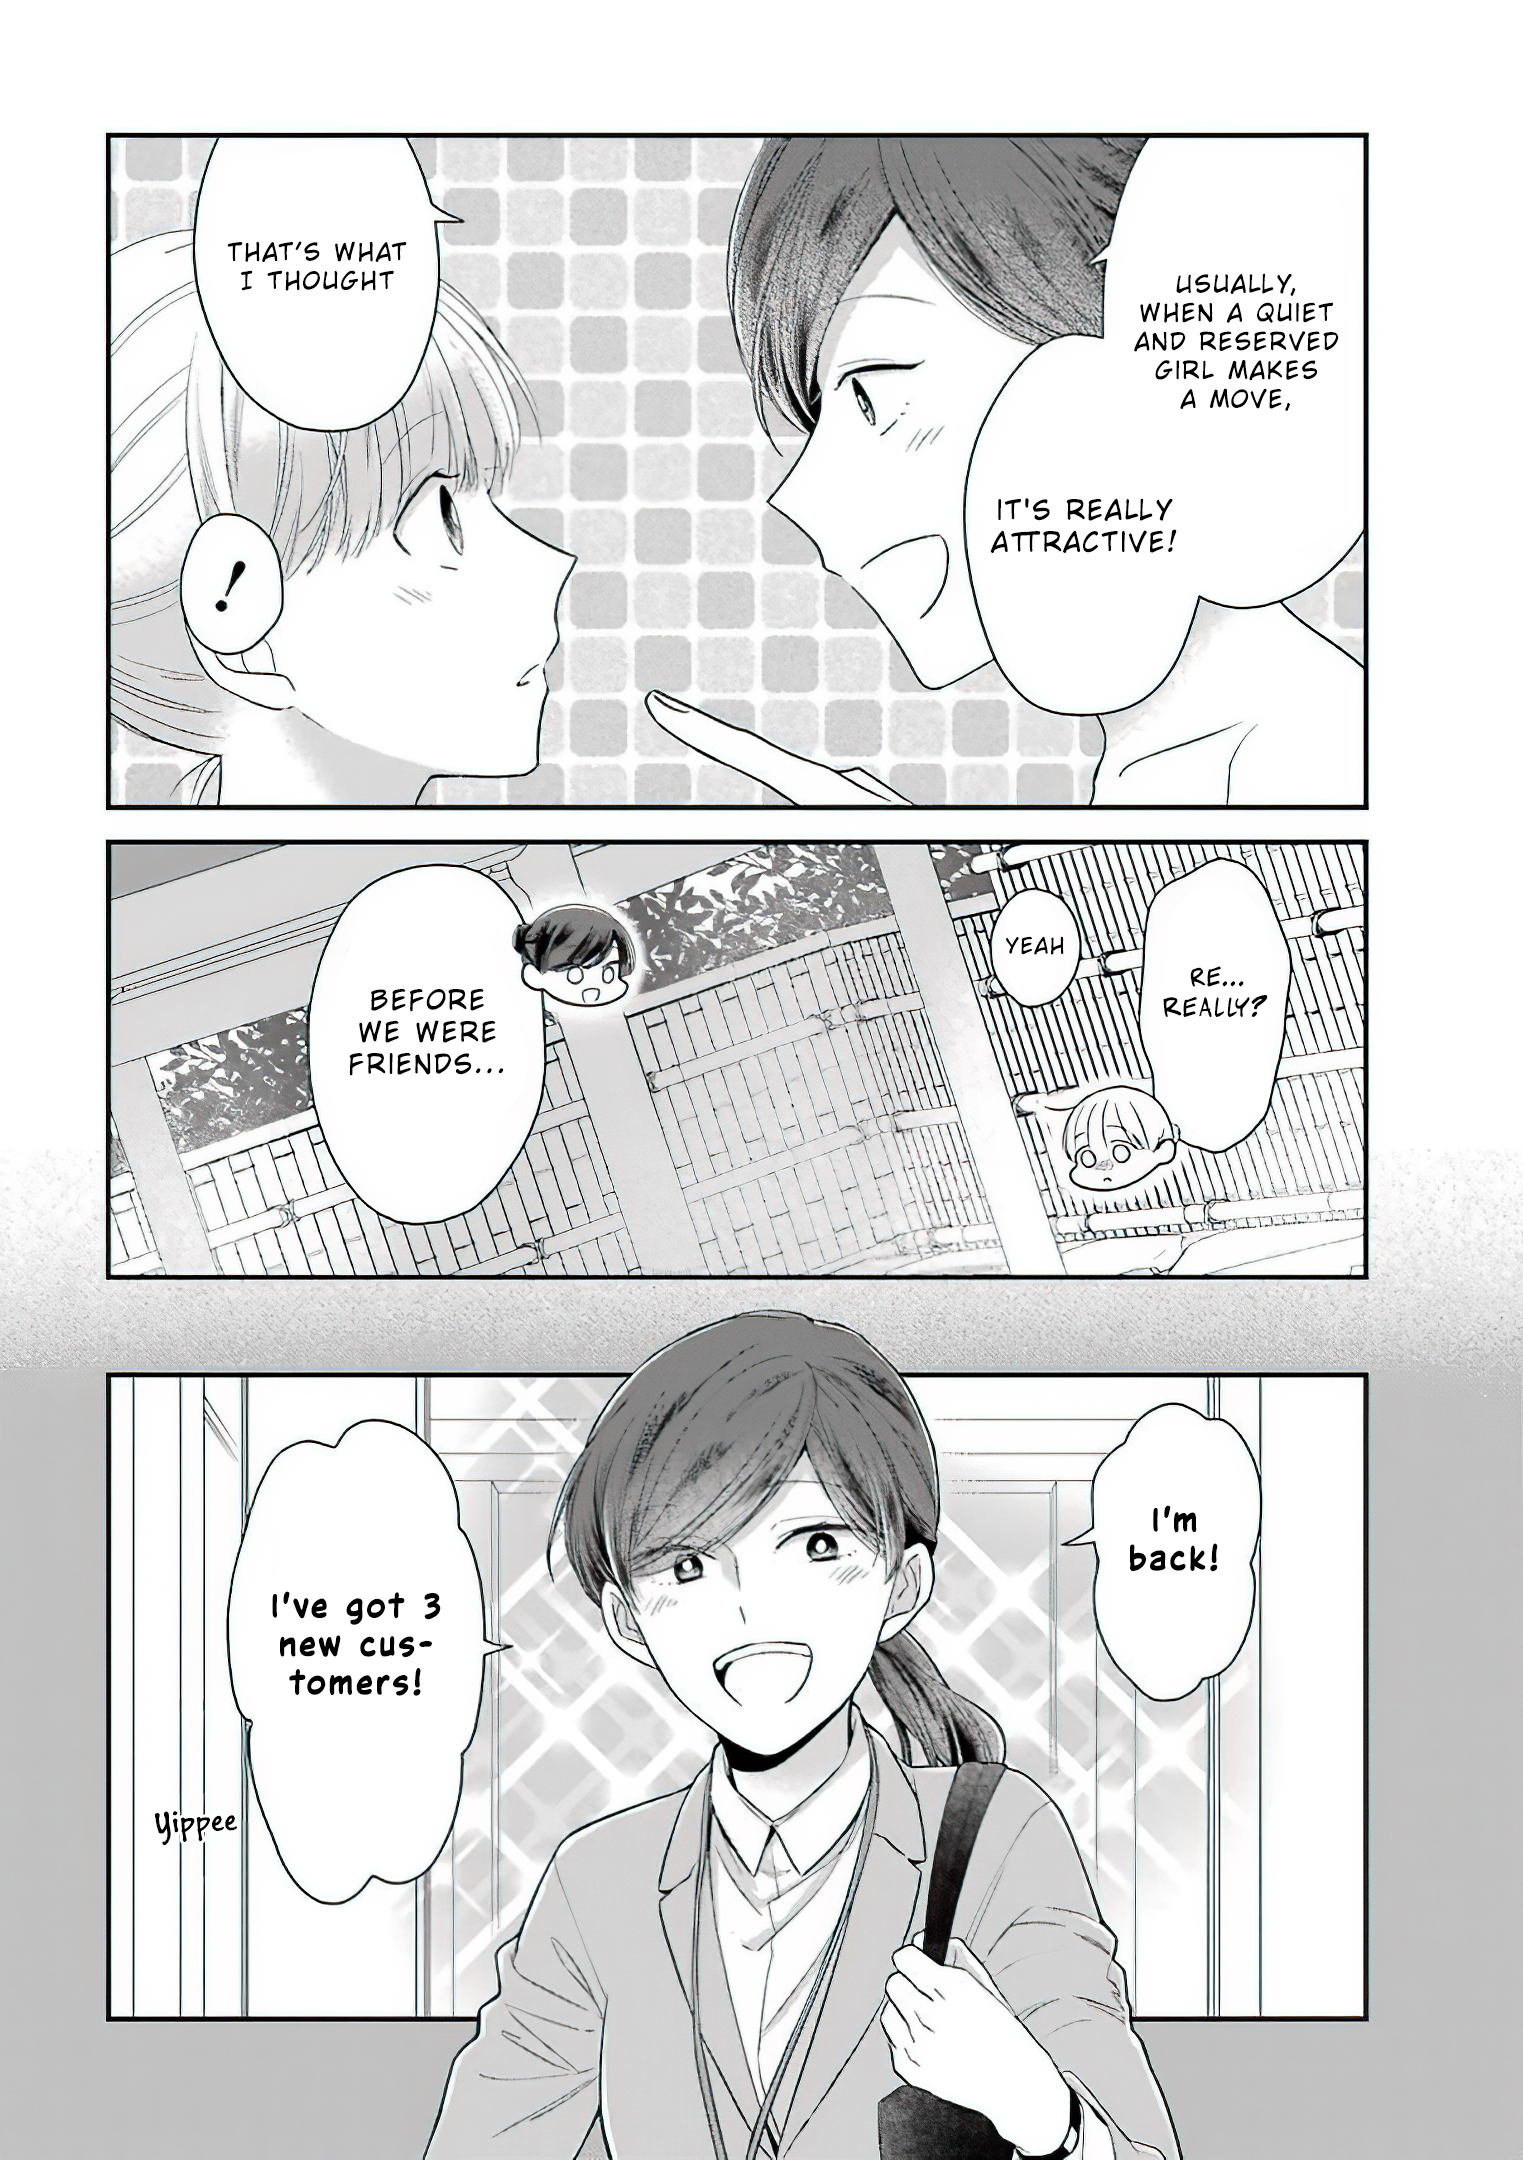 USUALLY,
WHEN A QUIET
AND RESERVED
GIRL MAKES
A MOVE,
IT'S REALLY
ATTRACTIVE!
THAT'S WHAT
I THOUGHT
!
RE...
REALLY?
YEAH
BEFORE
WE WERE
FRIENDS...
I'm
back!
I've got 3
new cus-
tomers!
Yippee